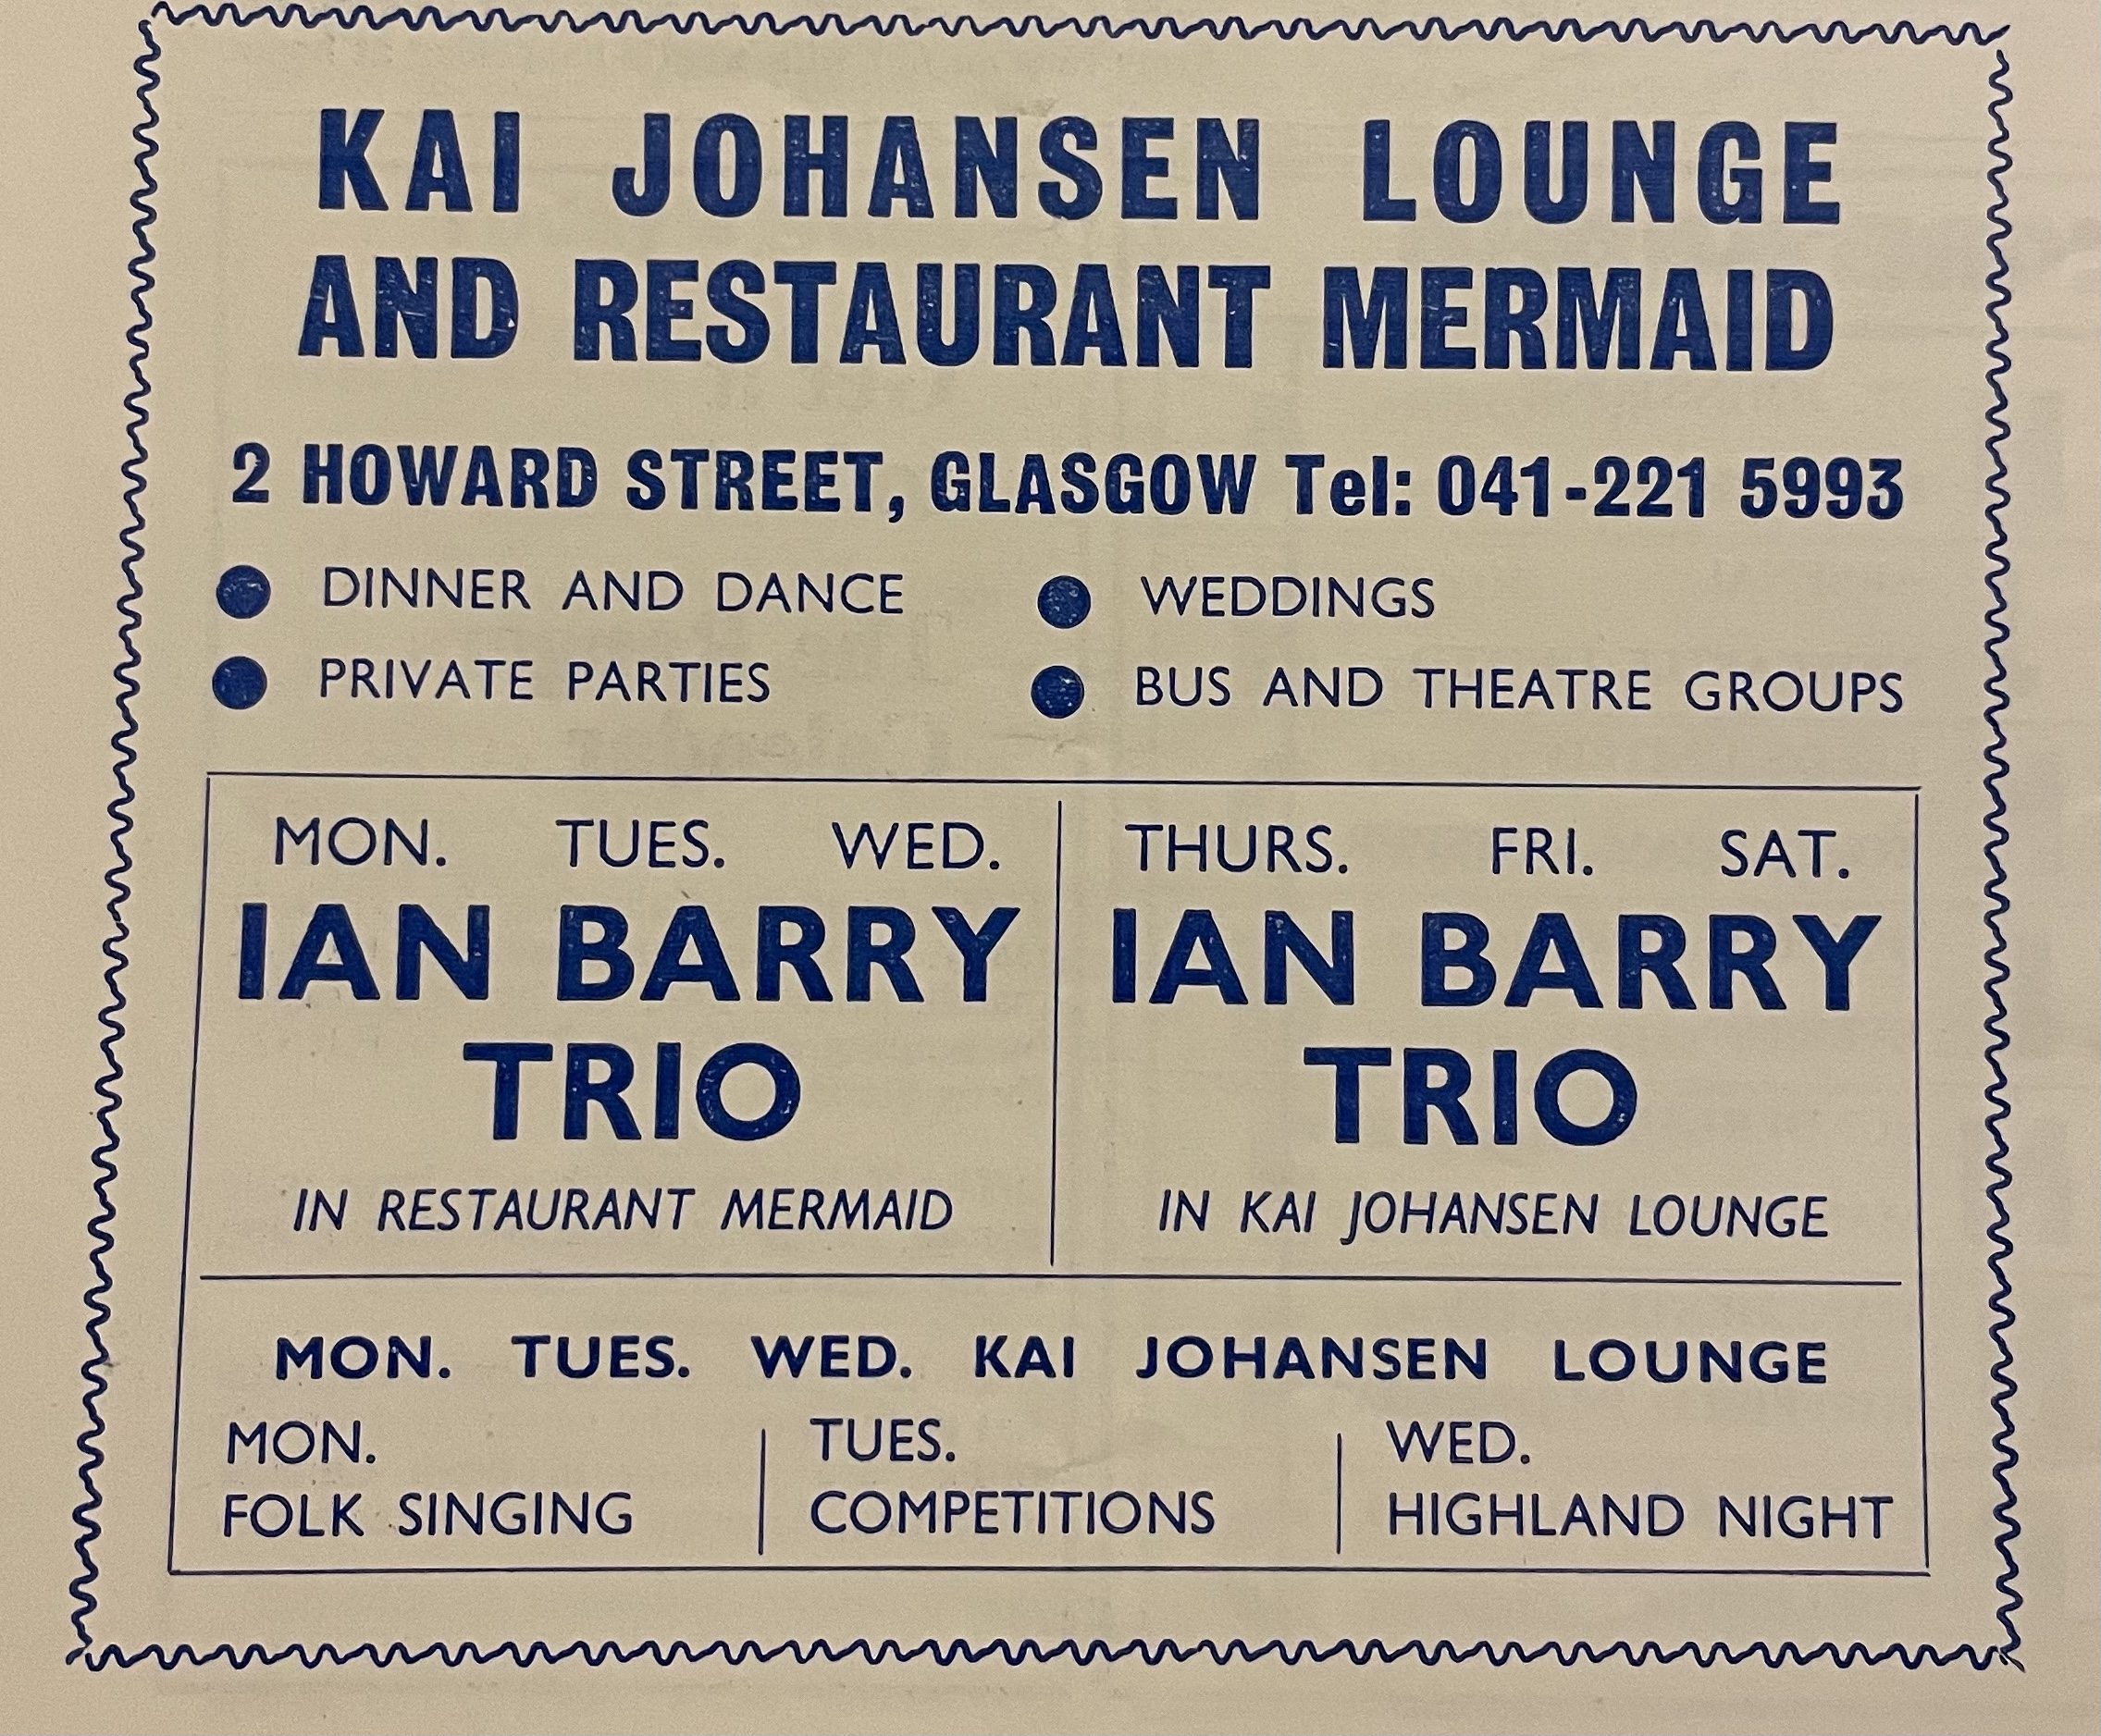 KAI JOHANSEN LOUNGE
AND RESTAURANT MERMAID
2 HOWARD STREET, GLASGOW Tel: 041-221 5993
● DINNER AND DANCE ● WEDDINGS
● PRIVATE PARTIES ● BUS AND THEATRE GROUPS
MON. TUES. WED.
IAN BARRY
TRIO
IN RESTAURANT MERMAID
THURS. FRI. SAT.
IAN BARRY
TRIO
IN KAI JOHANSEN LOUNGE
MON. TUES. WED. KAI JOHANSEN LOUNGE
MON.
FOLK SINGING
TUES.
COMPETITIONS
WED.
HIGHLAND NIGHT